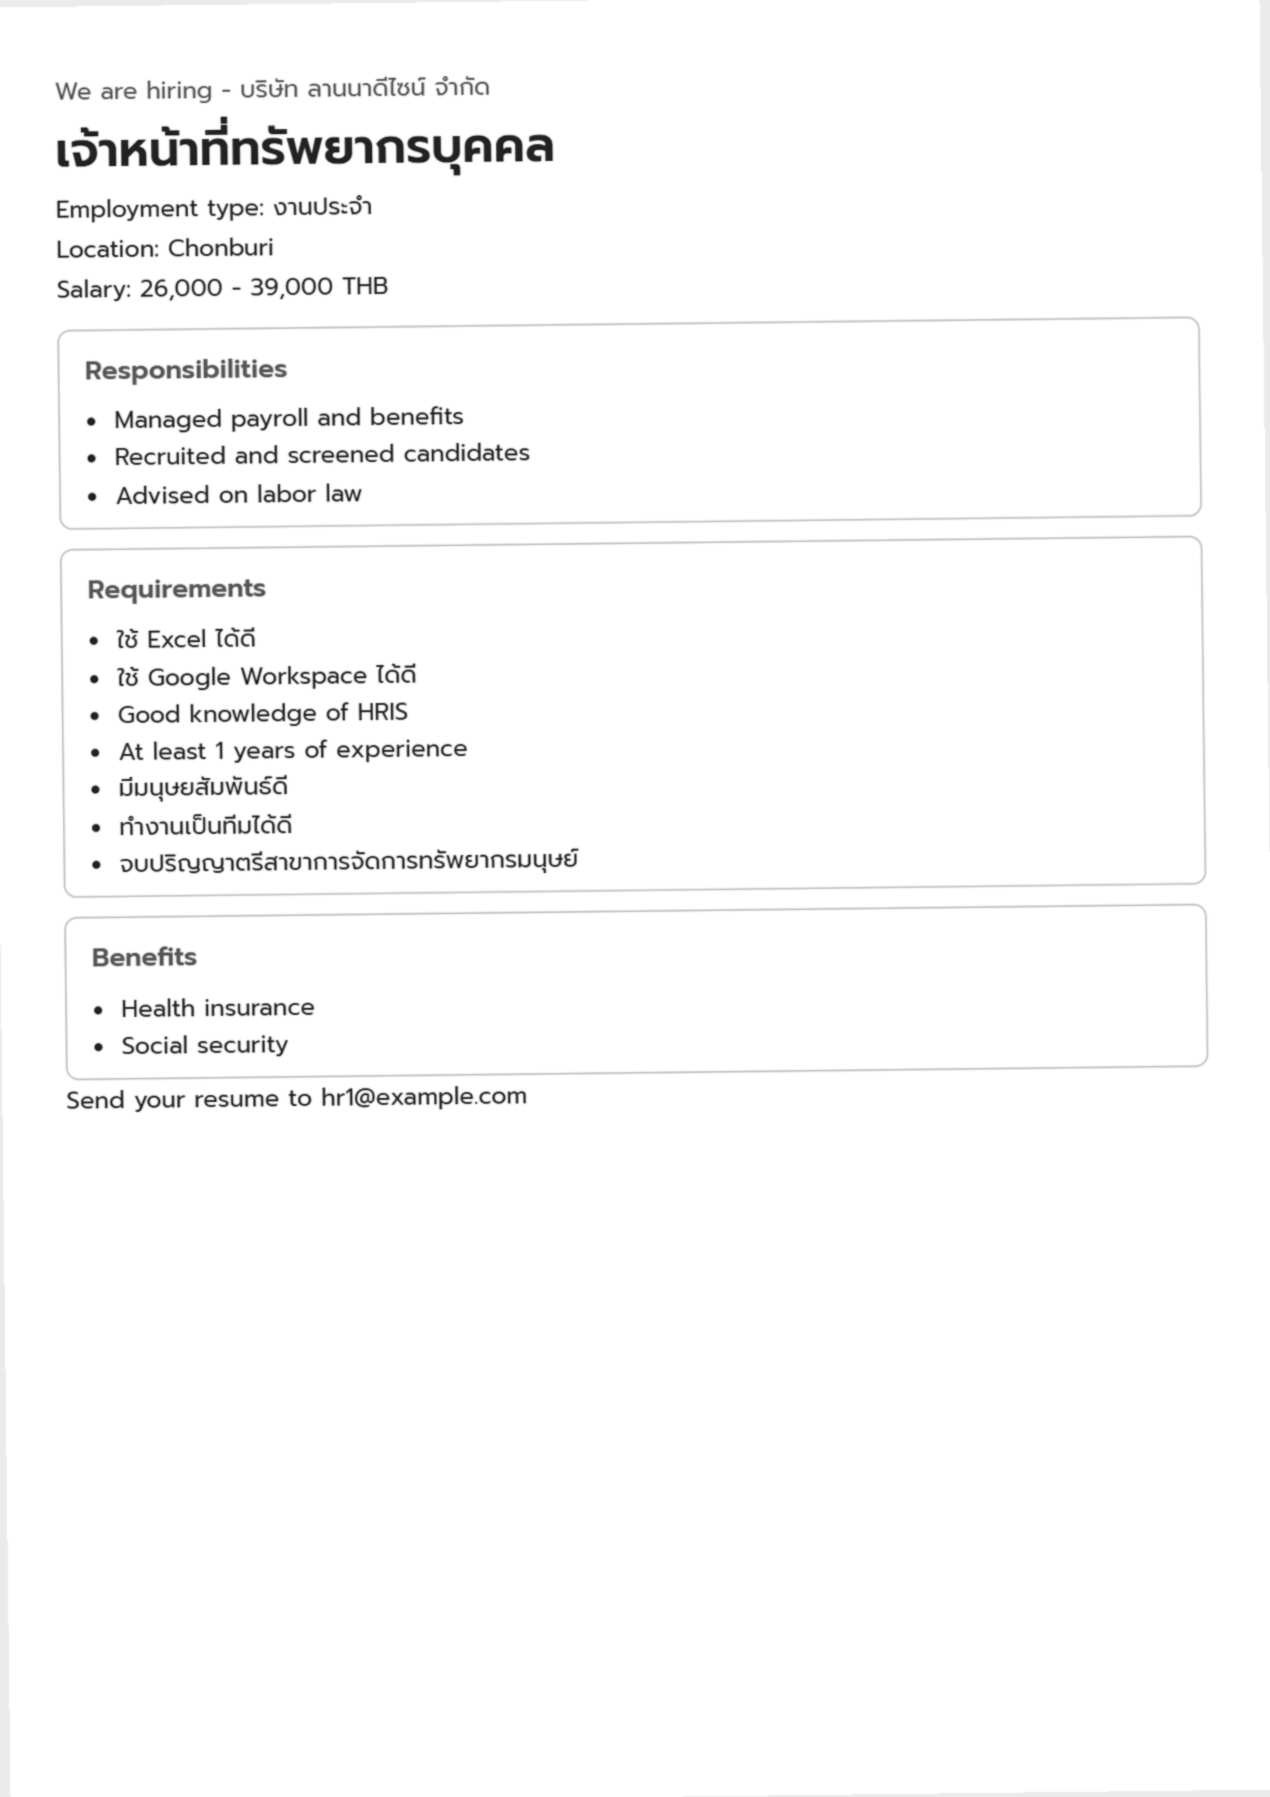 We are hiring - บริษัท ลานนาดีไซน์ จำกัด
เจ้าหน้าที่ทรัพยากรบุคคล
Employment type: งานประจำ
Location: Chonburi
Salary: 26,000 - 39,000 THB
Responsibilities
• Managed payroll and benefits
• Recruited and screened candidates
• Advised on labor law
Requirements
• ใช้ Excel ได้ดี
• ใช้ Google Workspace ได้ดี
• Good knowledge of HRIS
• At least 1 years of experience
• มีมนุษยสัมพันธ์ดี
• ทำงานเป็นทีมได้ดี
• จบปริญญาตรีสาขาการจัดการทรัพยากรมนุษย์
Benefits
• Health insurance
• Social security
Send your resume to hr1@example.com